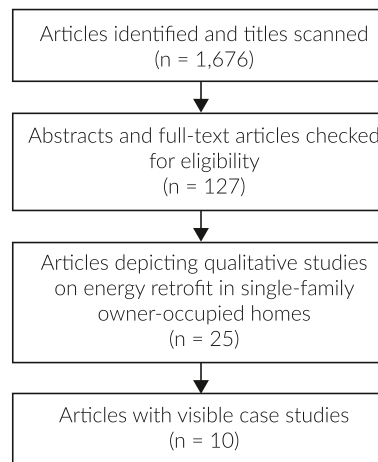 Articles identified and titles scanned
(n = 1,676)
Abstracts and full-text articles checked
for eligibility
(n = 127)
Articles depicting qualitative studies
on energy retrofit in single-family
owner-occupied homes
(n = 25)
Articles with visible case studies
(n = 10)